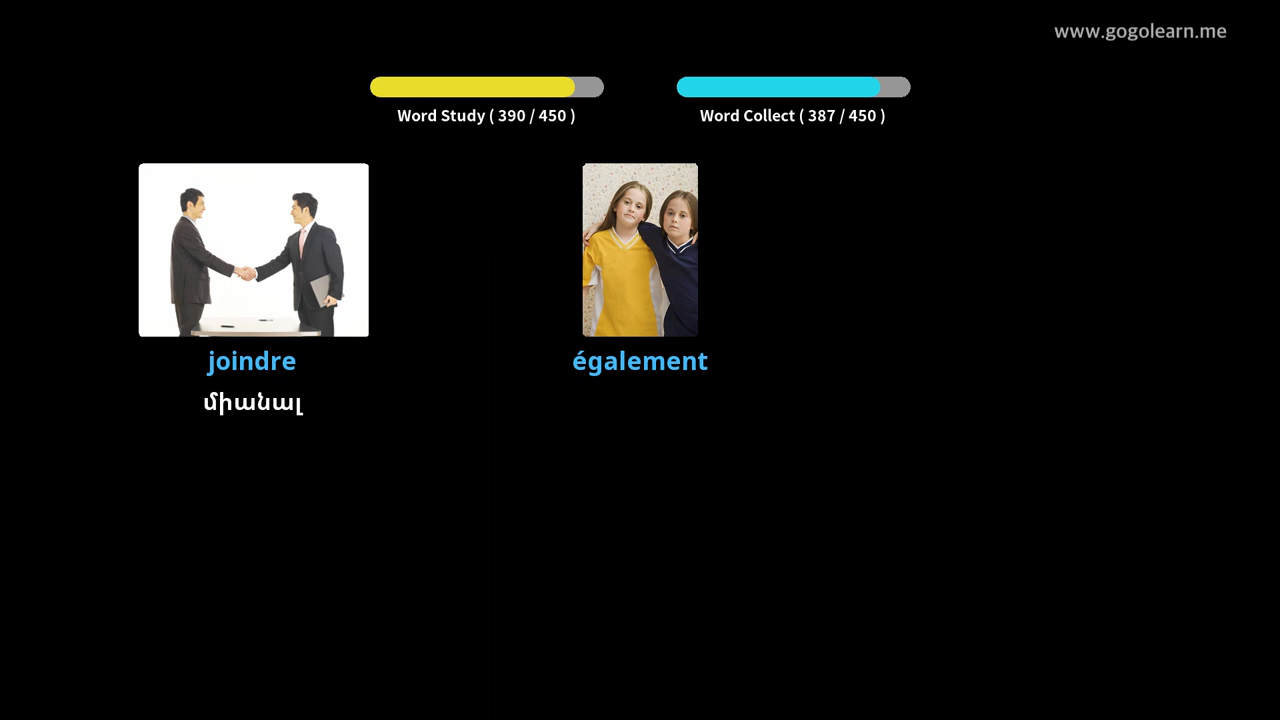 www.gogolearn.me
Word Study ( 390 / 450 )
Word Collect ( 387 / 450 )
joindre
միանալ
également